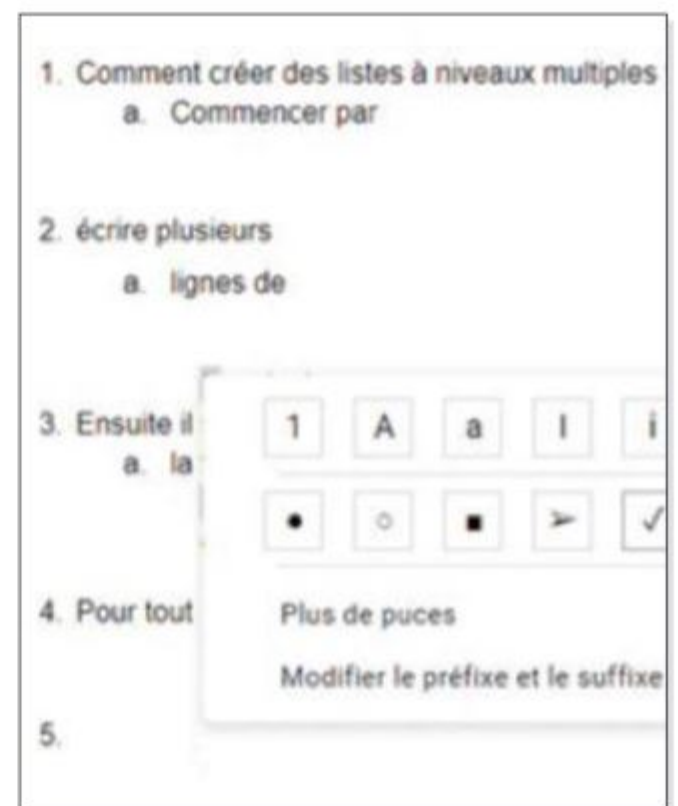 1. Comment créer des listes à niveaux multiples
a. Commencer par
2. écrire plusieurs
a. lignes de
3. Ensuite il
a. la
4. Pour tout
5.
1 A a I i
● ○ ■ ➢ ✓
Plus de puces
Modifier le préfixe et le suffixe